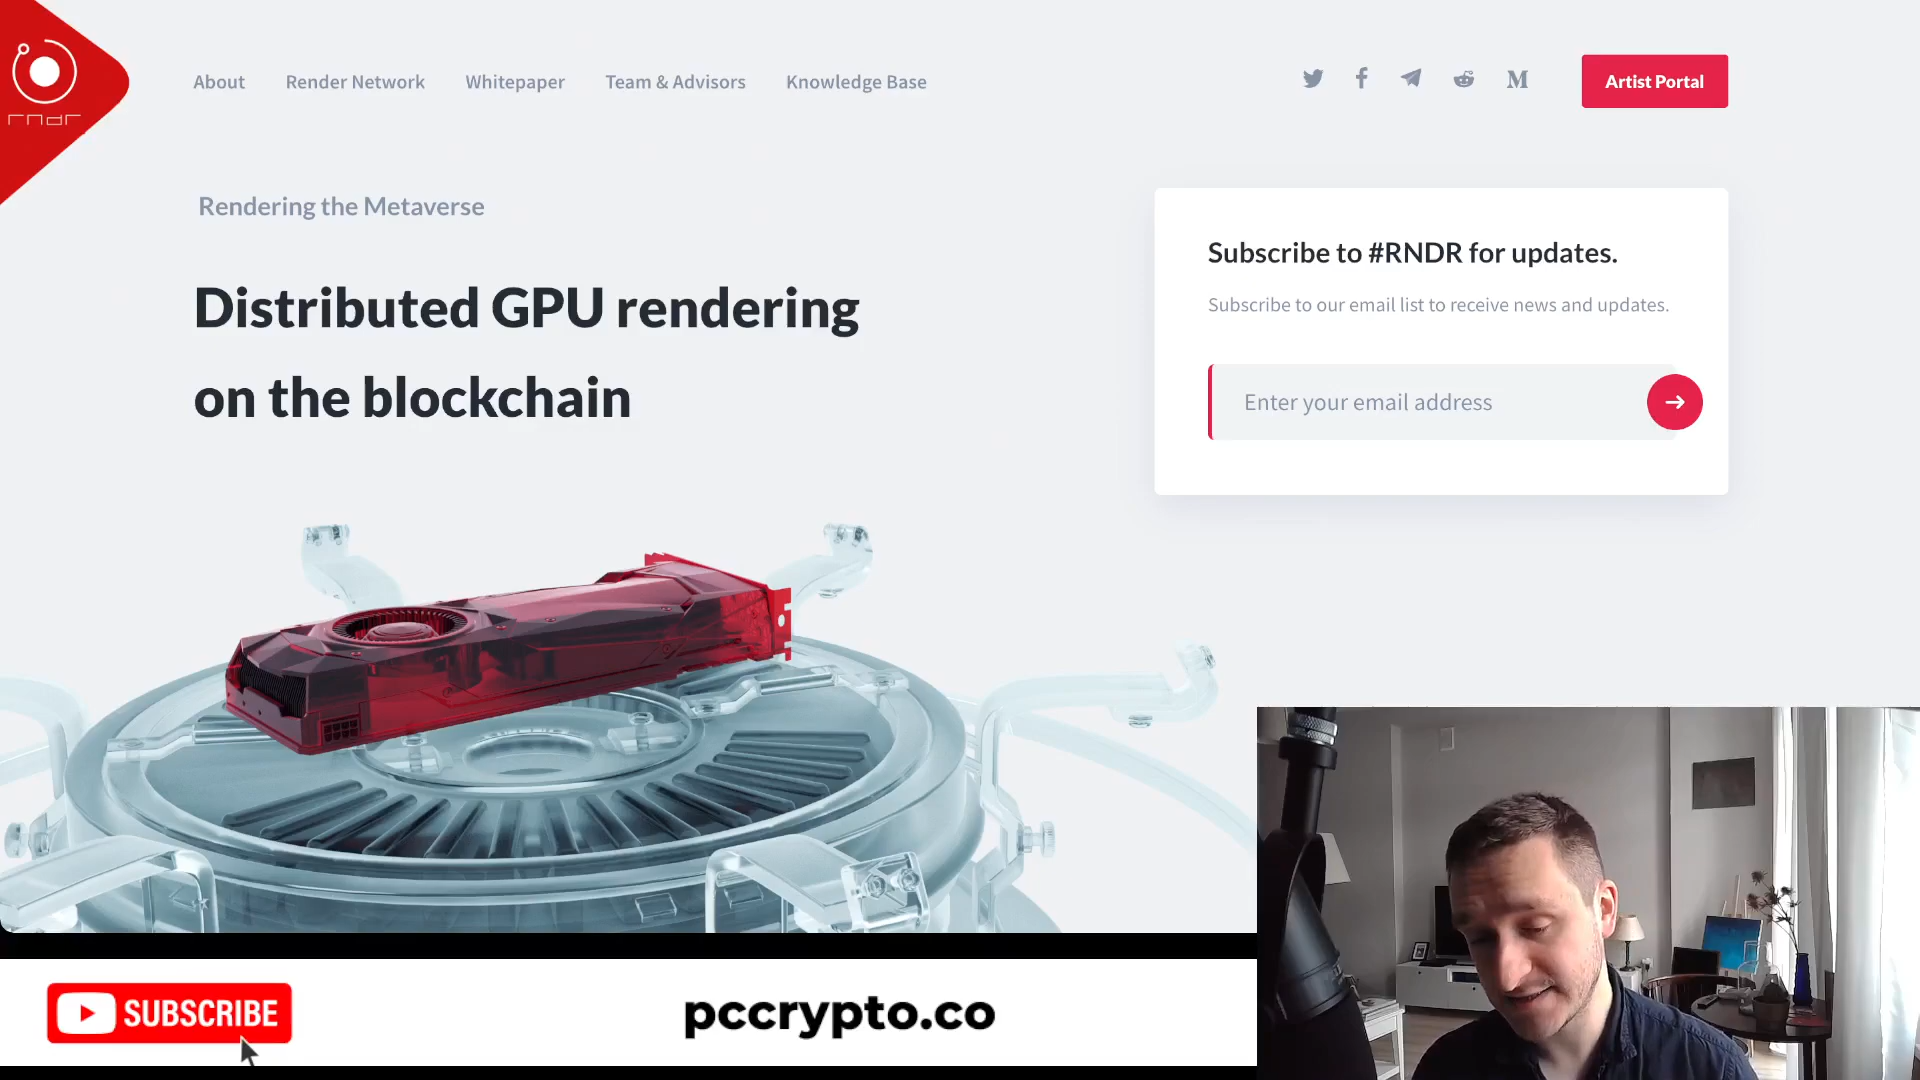 rndr
About
Render Network
Whitepaper
Team & Advisors
Knowledge Base
Artist Portal
Rendering the Metaverse
Distributed GPU rendering
on the blockchain
Subscribe to #RNDR for updates.
Subscribe to our email list to receive news and updates.
Enter your email address
SUBSCRIBE
pccrypto.co